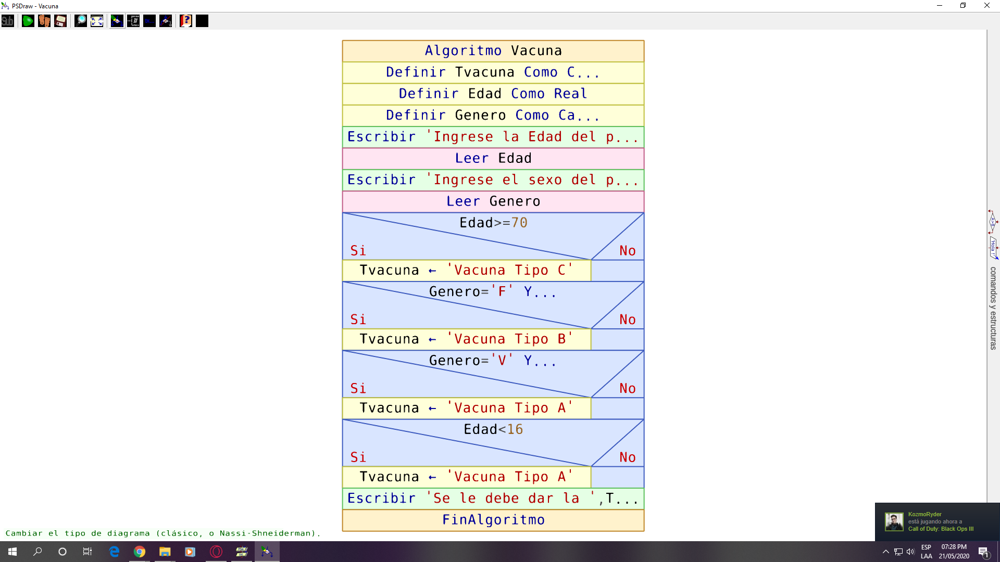 PSDraw - Vacuna
Sub
Algoritmo Vacuna
Definir Tvacuna Como C...
Definir Edad Como Real
Definir Genero Como Ca...
Escribir 'Ingrese la Edad del p...
Leer Edad
Escribir 'Ingrese el sexo del p...
Leer Genero
Edad>=70
Si No
Tvacuna ← 'Vacuna Tipo C'
Genero='F' Y...
Si No
Tvacuna ← 'Vacuna Tipo B'
Genero='V' Y...
Si No
Tvacuna ← 'Vacuna Tipo A'
Edad<16
Si No
Tvacuna ← 'Vacuna Tipo A'
Escribir 'Se le debe dar la ',T...
FinAlgoritmo
A>B
'Hola !'
comandos y estructuras
Cambiar el tipo de diagrama (clásico, o Nassi-Shneiderman).
KozmoRyder
está jugando ahora a
Call of Duty: Black Ops III
ESP
LAA
07:28 PM
21/05/2020
1